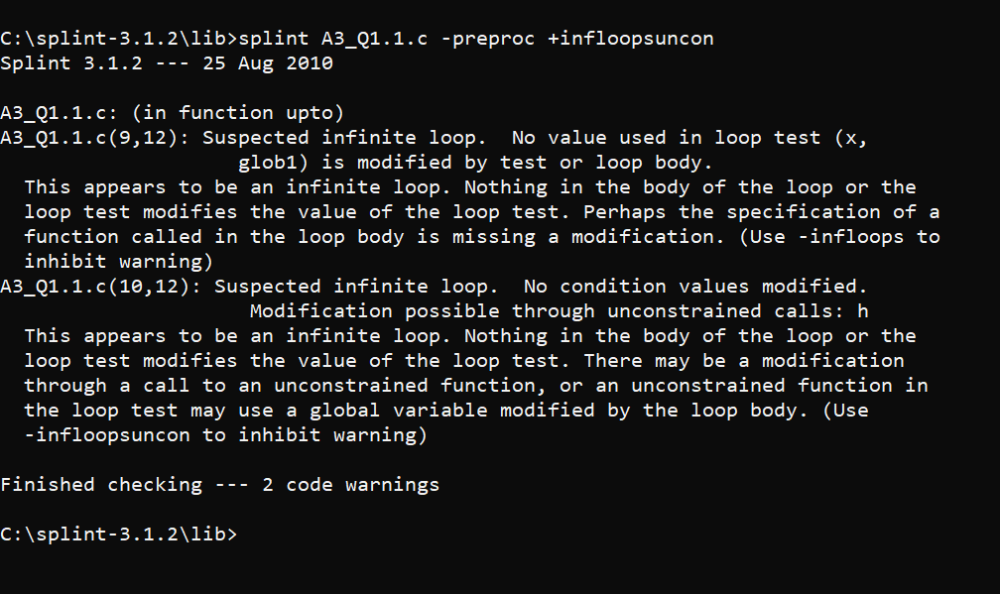 C:\splint-3.1.2\lib>splint A3_Q1.1.c -preproc +infloopsuncon
Splint 3.1.2 --- 25 Aug 2010
A3_Q1.1.c: (in function upto)
A3_Q1.1.c(9,12): Suspected infinite loop.  No value used in loop test (x,
                    glob1) is modified by test or loop body.
  This appears to be an infinite loop. Nothing in the body of the loop or the
  loop test modifies the value of the loop test. Perhaps the specification of a
  function called in the loop body is missing a modification. (Use -infloops to
  inhibit warning)
A3_Q1.1.c(10,12): Suspected infinite loop.  No condition values modified.
                     Modification possible through unconstrained calls: h
  This appears to be an infinite loop. Nothing in the body of the loop or the
  loop test modifies the value of the loop test. There may be a modification
  through a call to an unconstrained function, or an unconstrained function in
  the loop test may use a global variable modified by the loop body. (Use
  -infloopsuncon to inhibit warning)
Finished checking --- 2 code warnings
C:\splint-3.1.2\lib>